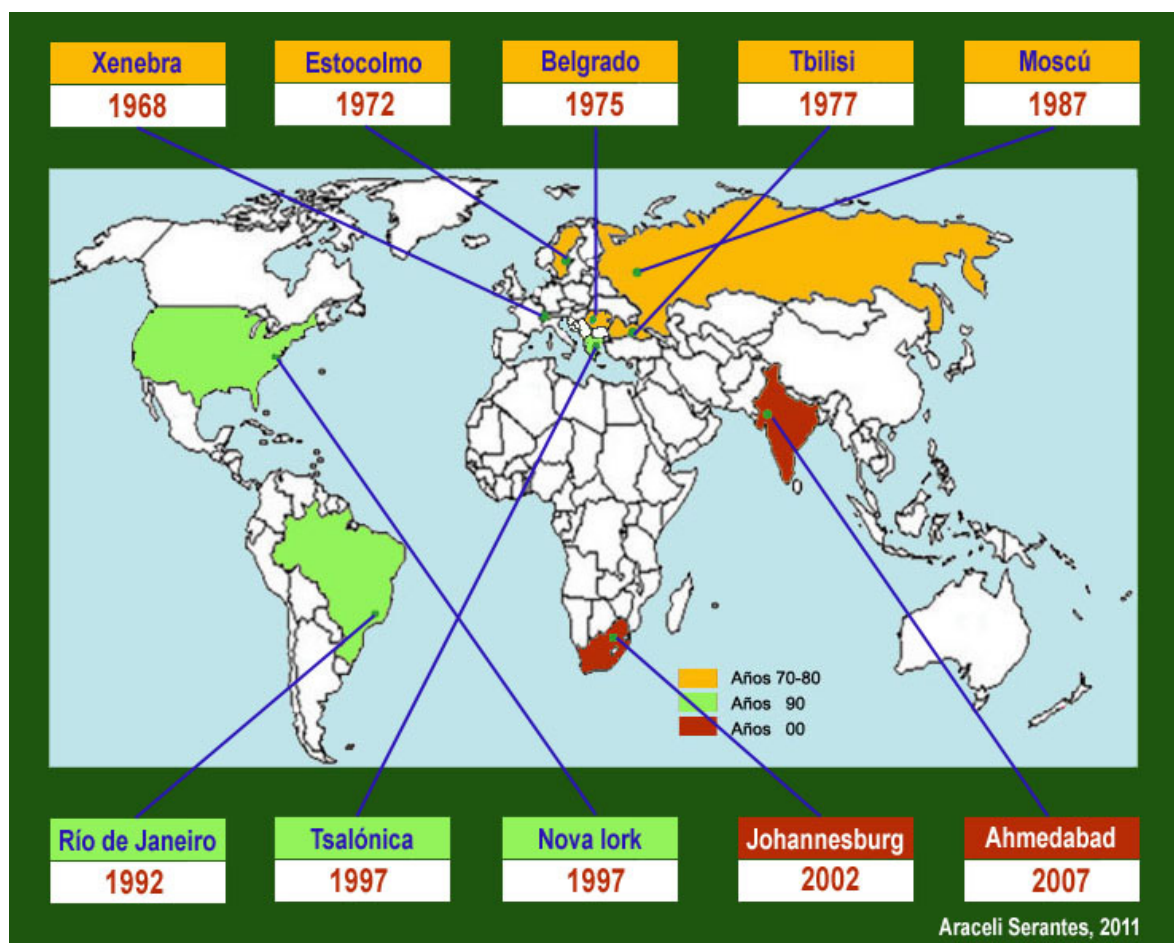 Xenebra
1968
Estocolmo
1972
Belgrado
1975
Tbilisi
1977
Moscú
1987
Años 70-80
Años 90
Años 00
Río de Janeiro
1992
Tsalónica
1997
Nova Iork
1997
Johannesburg
2002
Ahmedabad
2007
Araceli Serantes, 2011